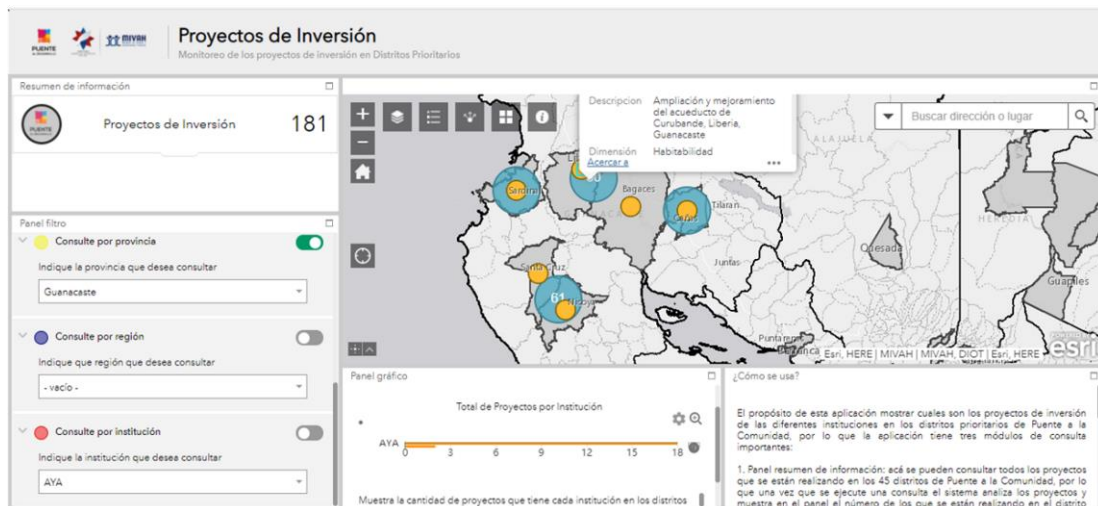 Proyectos de Inversión
Monitoreo de los proyectos de inversión en Distritos Prioritarios
PUENTE
MIVAH
Resumen de información
PUENTE
Proyectos de Inversión
181
Panel filtro
Consulte por provincia
Indique la provincia que desea consultar
Guanacaste
Consulte por región
Indique que región que desea consultar
- vacío -
Consulte por institución
Indique la institución que desea consultar
AYA
Descripcion
Ampliación y mejoramiento
del acueducto de
Curubande, Liberia,
Guanacaste
Dimensión
Habitabilidad
Acercar a
Buscar dirección o lugar
ALAJUELA
Sardinal
Bagaces
Cañas
Tilaran
HEREDIA
Quesada
Juntas
Santa Cruz
61
Nicoya
Guapiles
Puntarenas
Barranca
Esri, HERE | MIVAH | MIVAH, DIOT | Esri, HERE
esri
Panel gráfico
Total de Proyectos por Institución
AYA
0 3 6 9 12 15 18
Muestra la cantidad de proyectos que tiene cada institución en los distritos
¿Cómo se usa?
El propósito de esta aplicación mostrar cuales son los proyectos de inversión
de las diferentes instituciones en los distritos prioritarios de Puente a la
Comunidad, por lo que la aplicación tiene tres módulos de consulta
importantes:
1. Panel resumen de información: acá se pueden consultar todos los proyectos
que se están realizando en los 45 distritos de Puente a la Comunidad, por lo
que una vez que se ejecute una consulta el sistema analiza los proyectos y
muestra en el panel el número de los que se están realizando en el distrito